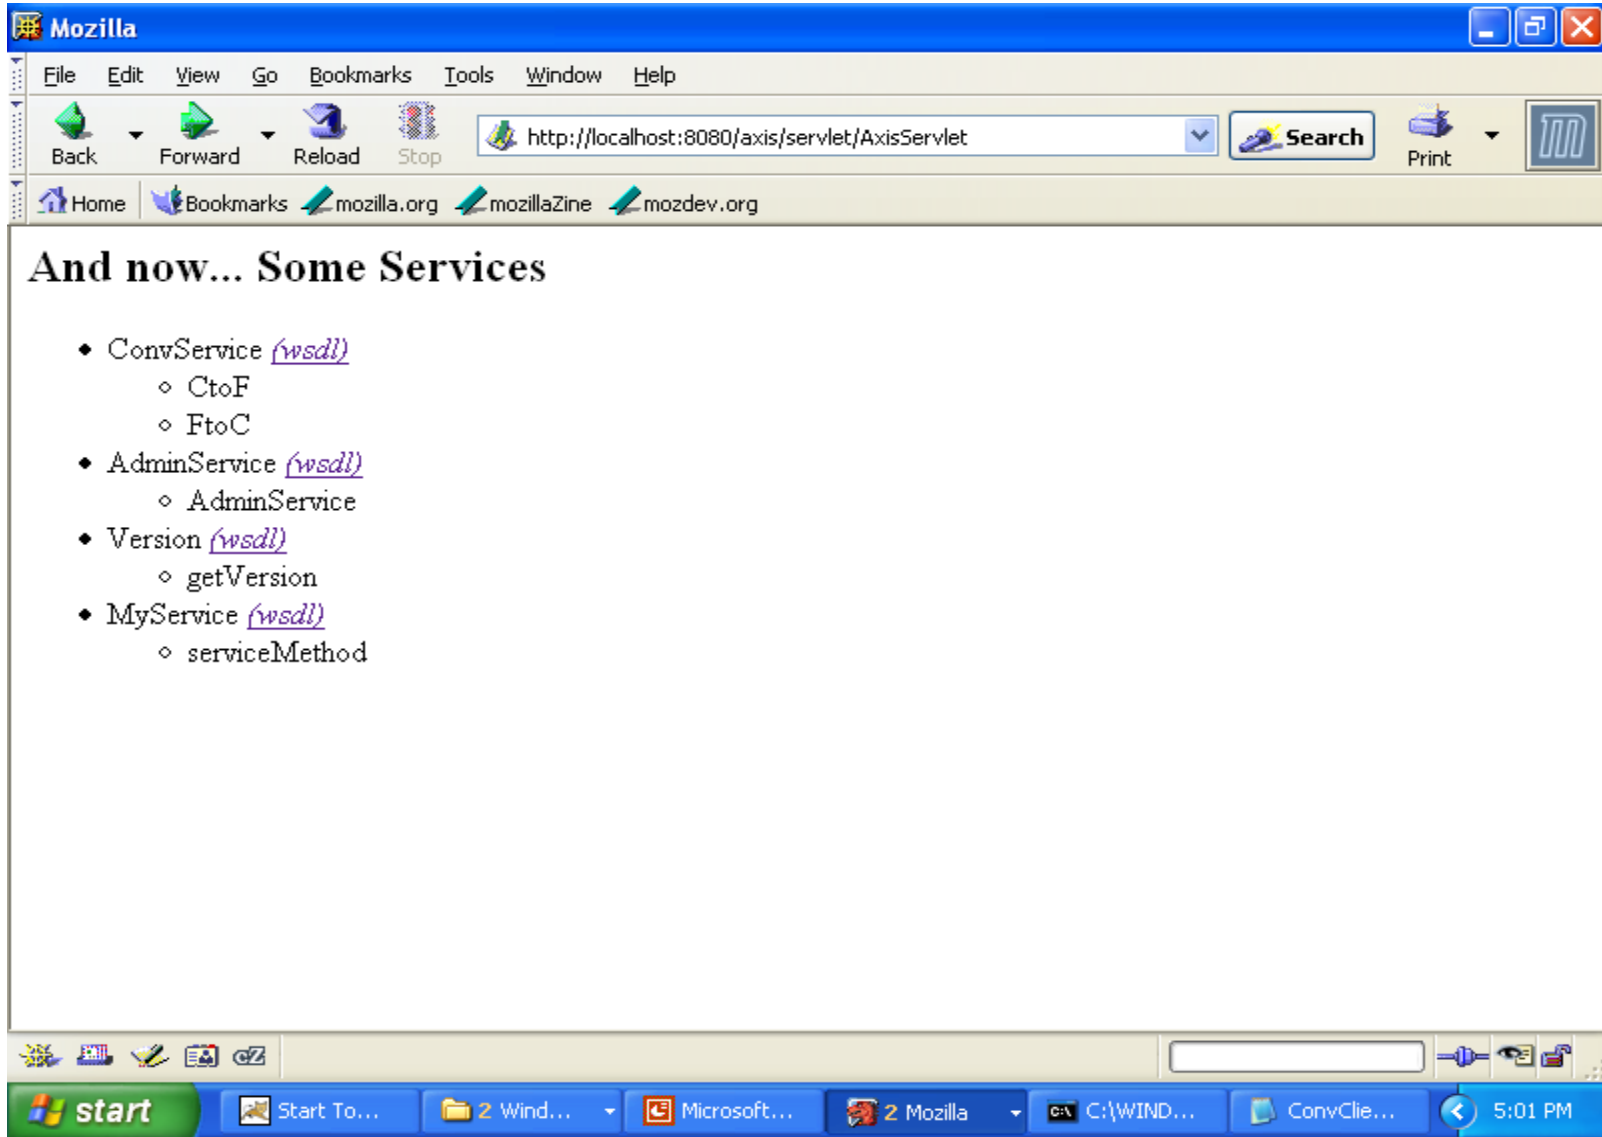 Mozilla
File Edit View Go Bookmarks Tools Window Help
Back Forward Reload Stop http://localhost:8080/axis/servlet/AxisServlet Search Print
Home Bookmarks mozilla.org mozillaZine mozdev.org
And now... Some Services
ConvService (wsdl)
CtoF
FtoC
AdminService (wsdl)
AdminService
Version (wsdl)
getVersion
MyService (wsdl)
serviceMethod
start Start To... 2 Wind... Microsoft... 2 Mozilla C:\WIND... ConvClie... 5:01 PM